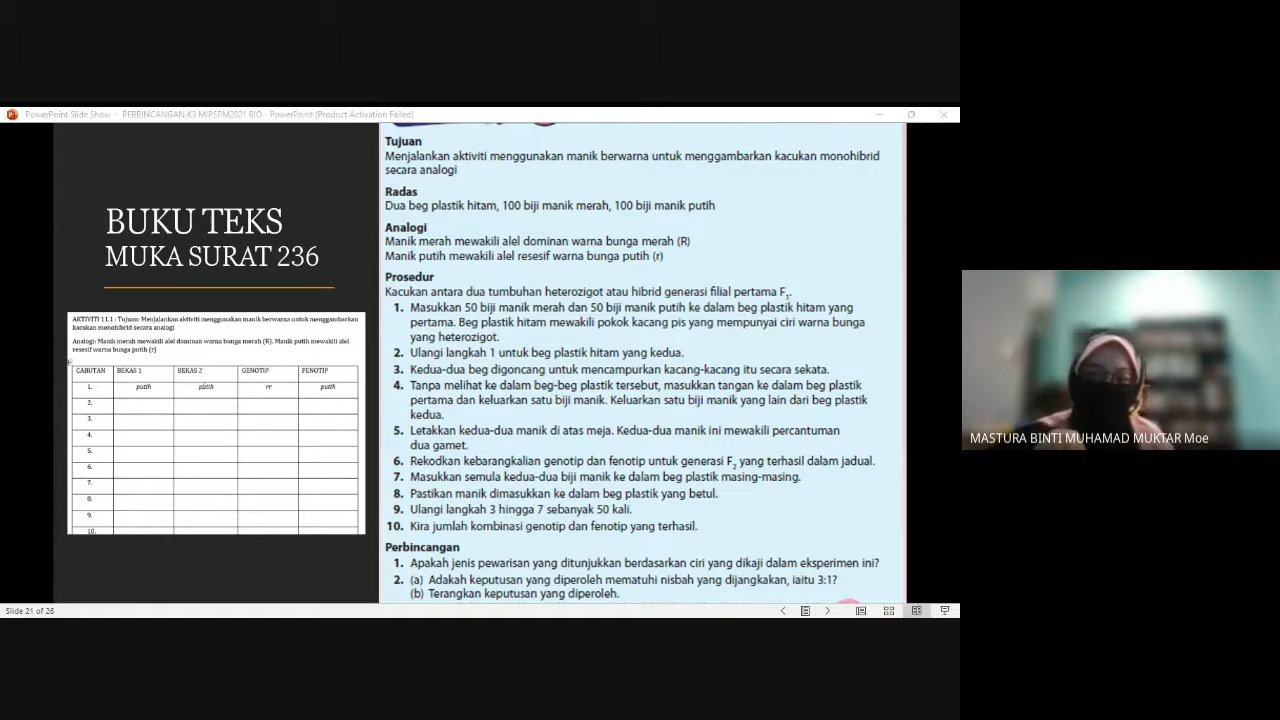 PowerPoint Slide Show - PERBINCANGAN K3 MPSPM2021 BIO - PowerPoint (Product Activation Failed)
BUKU TEKS
MUKA SURAT 236
AKTIVITI 11.1 : Tujuan: Menjalankan aktiviti menggunakan manik berwarna untuk menggambarkan
kacukan monohibrid secara analogi
Analogi: Manik merah mewakili alel dominan warna bunga merah (R). Manik putih mewakili alel
resesif warna bunga putih (r)
CABUTAN BEKAS 1 BEKAS 2 GENOTIP FENOTIP
1. putih putih rr putih
2.
3.
4.
5.
6.
7.
8.
9.
10.
Tujuan
Menjalankan aktiviti menggunakan manik berwarna untuk menggambarkan kacukan monohibrid
secara analogi
Radas
Dua beg plastik hitam, 100 biji manik merah, 100 biji manik putih
Analogi
Manik merah mewakili alel dominan warna bunga merah (R)
Manik putih mewakili alel resesif warna bunga putih (r)
Prosedur
Kacukan antara dua tumbuhan heterozigot atau hibrid generasi filial pertama F1.
1. Masukkan 50 biji manik merah dan 50 biji manik putih ke dalam beg plastik hitam yang
pertama. Beg plastik hitam mewakili pokok kacang pis yang mempunyai ciri warna bunga
yang heterozigot.
2. Ulangi langkah 1 untuk beg plastik hitam yang kedua.
3. Kedua-dua beg digoncang untuk mencampurkan kacang-kacang itu secara sekata.
4. Tanpa melihat ke dalam beg-beg plastik tersebut, masukkan tangan ke dalam beg plastik
pertama dan keluarkan satu biji manik. Keluarkan satu biji manik yang lain dari beg plastik
kedua.
5. Letakkan kedua-dua manik di atas meja. Kedua-dua manik ini mewakili percantuman
dua gamet.
6. Rekodkan kebarangkalian genotip dan fenotip untuk generasi F2 yang terhasil dalam jadual.
7. Masukkan semula kedua-dua biji manik ke dalam beg plastik masing-masing.
8. Pastikan manik dimasukkan ke dalam beg plastik yang betul.
9. Ulangi langkah 3 hingga 7 sebanyak 50 kali.
10. Kira jumlah kombinasi genotip dan fenotip yang terhasil.
Perbincangan
1. Apakah jenis pewarisan yang ditunjukkan berdasarkan ciri yang dikaji dalam eksperimen ini?
2. (a) Adakah keputusan yang diperoleh mematuhi nisbah yang dijangkakan, iaitu 3:1?
(b) Terangkan keputusan yang diperoleh.
Slide 21 of 26
MASTURA BINTI MUHAMAD MUKTAR Moe